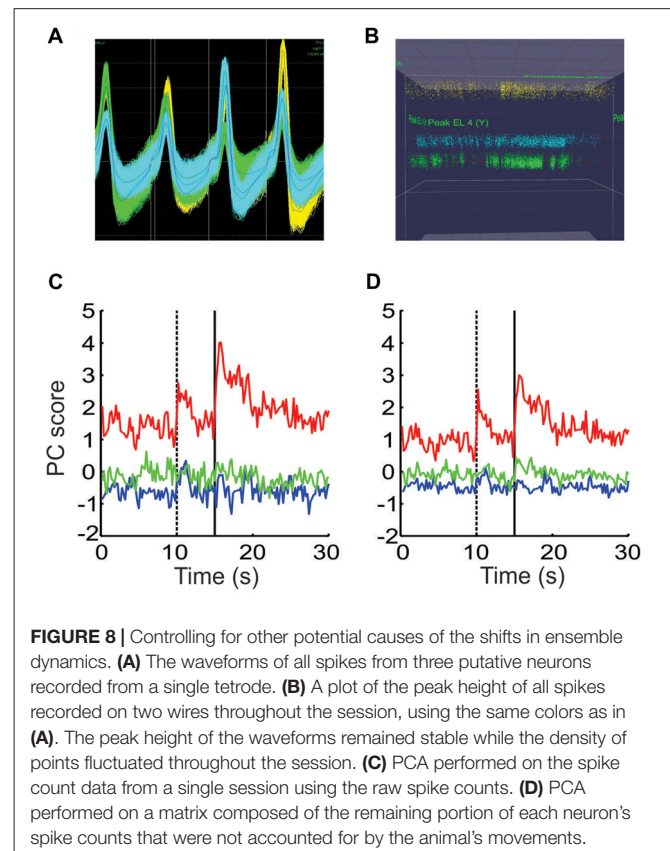 A
B
Peak EL 4 (Y)
C
D
5
4
3
2
1
0
-1
-2
PC score
0 10 20 30
Time (s)
5
4
3
2
1
0
-1
-2
0 10 20 30
Time (s)
FIGURE 8 | Controlling for other potential causes of the shifts in ensemble
dynamics. (A) The waveforms of all spikes from three putative neurons
recorded from a single tetrode. (B) A plot of the peak height of all spikes
recorded on two wires throughout the session, using the same colors as in
(A). The peak height of the waveforms remained stable while the density of
points fluctuated throughout the session. (C) PCA performed on the spike
count data from a single session using the raw spike counts. (D) PCA
performed on a matrix composed of the remaining portion of each neuron's
spike counts that were not accounted for by the animal's movements.